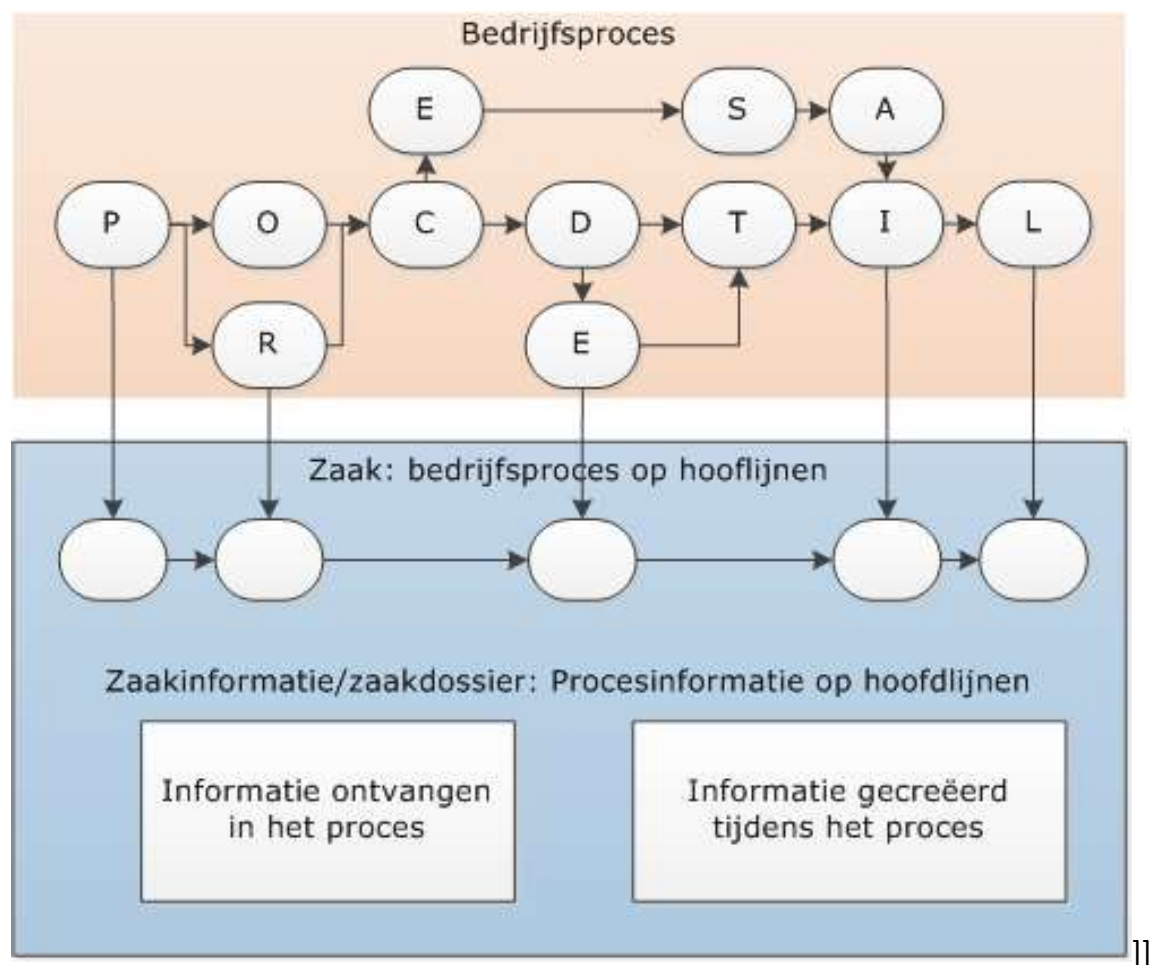 Bedrijfsproces
E S A
P O C D T I L
R E
Zaak: bedrijfsproces op hooflijnen
Zaakinformatie/zaakdossier: Procesinformatie op hoofdlijnen
Informatie ontvangen
in het proces
Informatie gecreëerd
tijdens het proces
]]